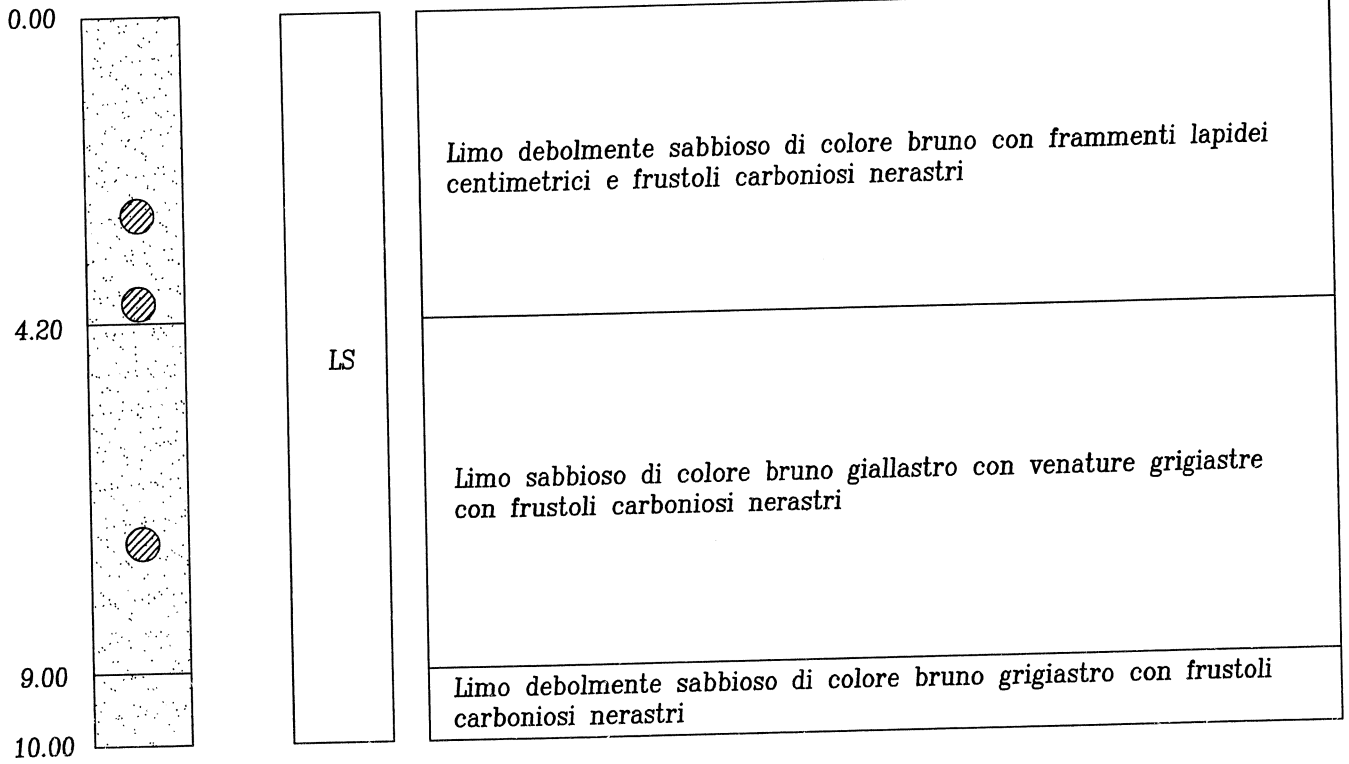 0.00
Limo debolmente sabbioso di colore bruno con frammenti lapidei
centimetrici e frustoli carboniosi nerastri
4.20
LS
Limo sabbioso di colore bruno giallastro con venature grigiastre
con frustoli carboniosi nerastri
9.00
Limo debolmente sabbioso di colore bruno grigiastro con frustoli
carboniosi nerastri
10.00